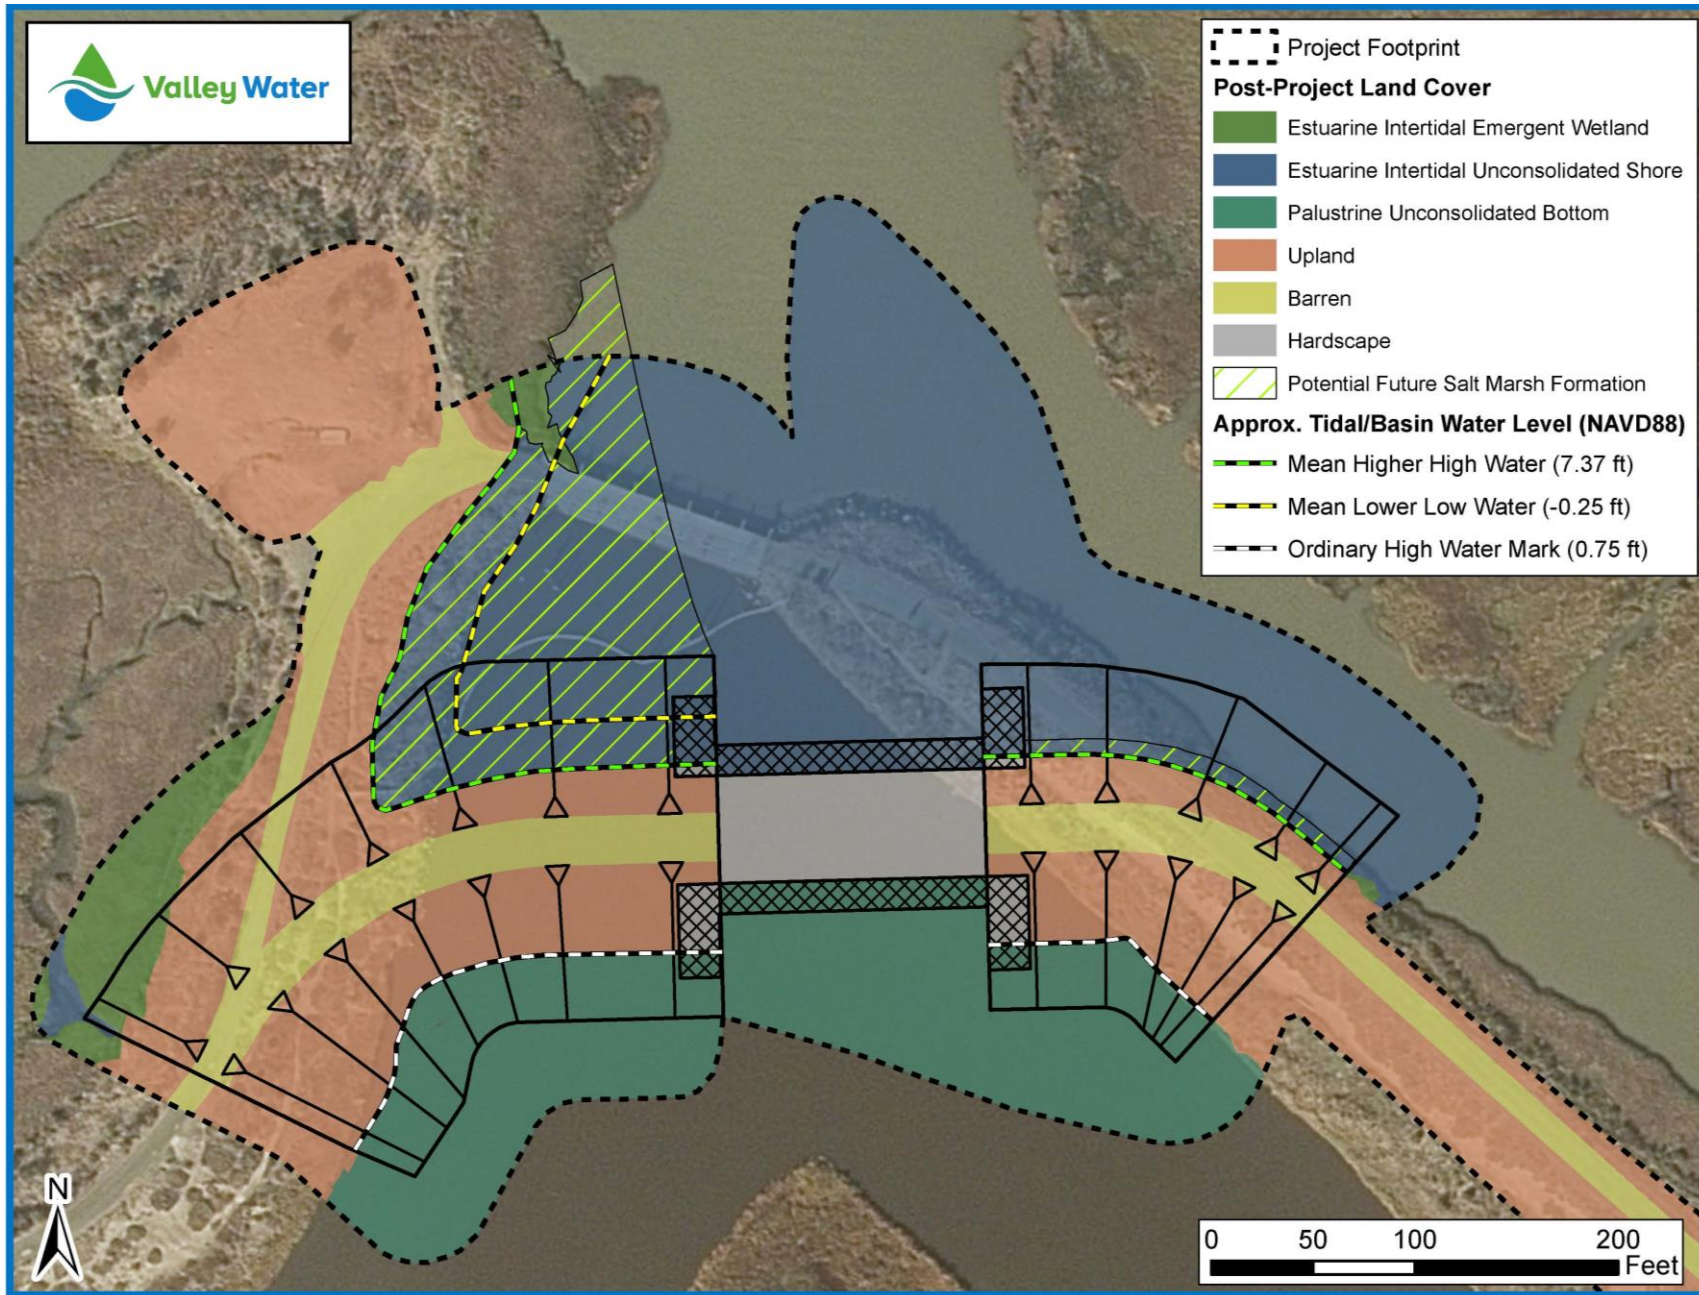 Valley Water
Project Footprint
Post-Project Land Cover
Estuarine Intertidal Emergent Wetland
Estuarine Intertidal Unconsolidated Shore
Palustrine Unconsolidated Bottom
Upland
Barren
Hardscape
Potential Future Salt Marsh Formation
Approx. Tidal/Basin Water Level (NAVD88)
Mean Higher High Water (7.37 ft)
Mean Lower Low Water (-0.25 ft)
Ordinary High Water Mark (0.75 ft)
N
0 50 100 200
Feet